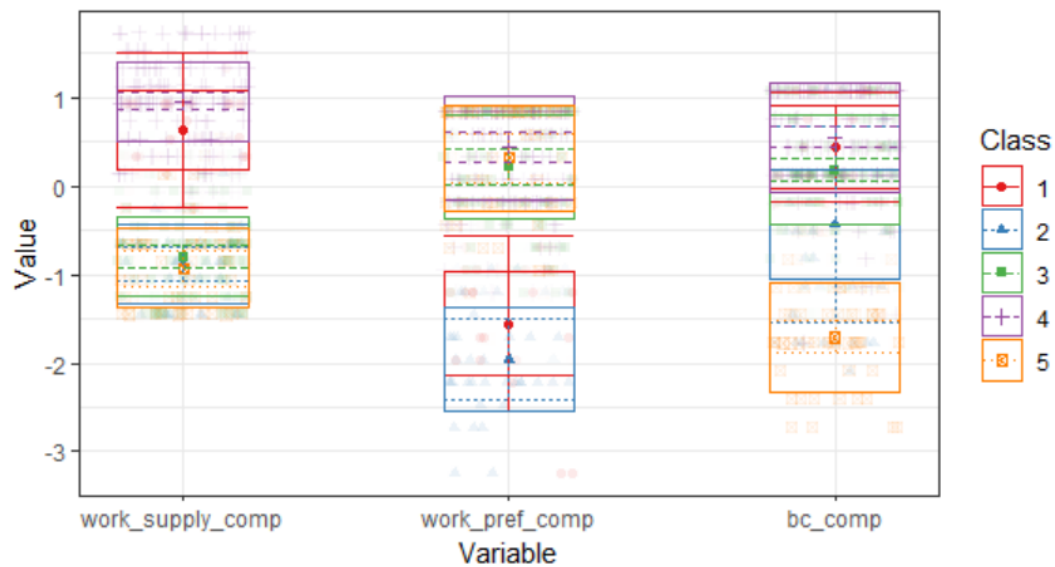 Value
1
0
-1
-2
-3
work_supply_comp
work_pref_comp
bc_comp
Variable
Class
1
2
3
4
5